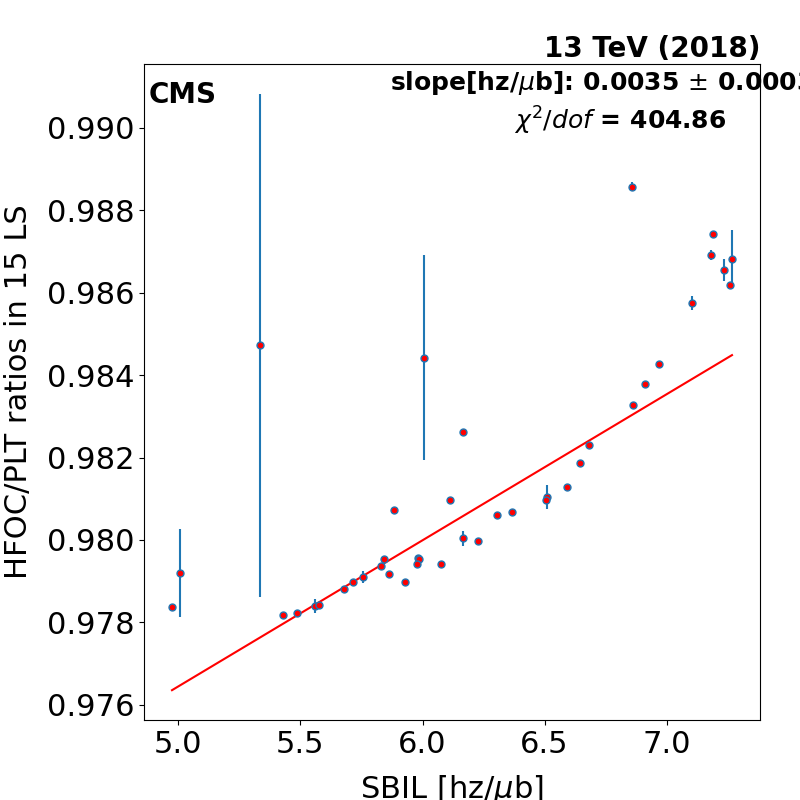 13 TeV (2018)
slope[hz/μb]: 0.0035 ± 0.0003
CMS
χ²/dof = 404.86
0.990
0.988
0.986
0.984
0.982
0.980
0.978
0.976
HFOC/PLT ratios in 15 LS
5.0 5.5 6.0 6.5 7.0
SBIL [hz/μb]